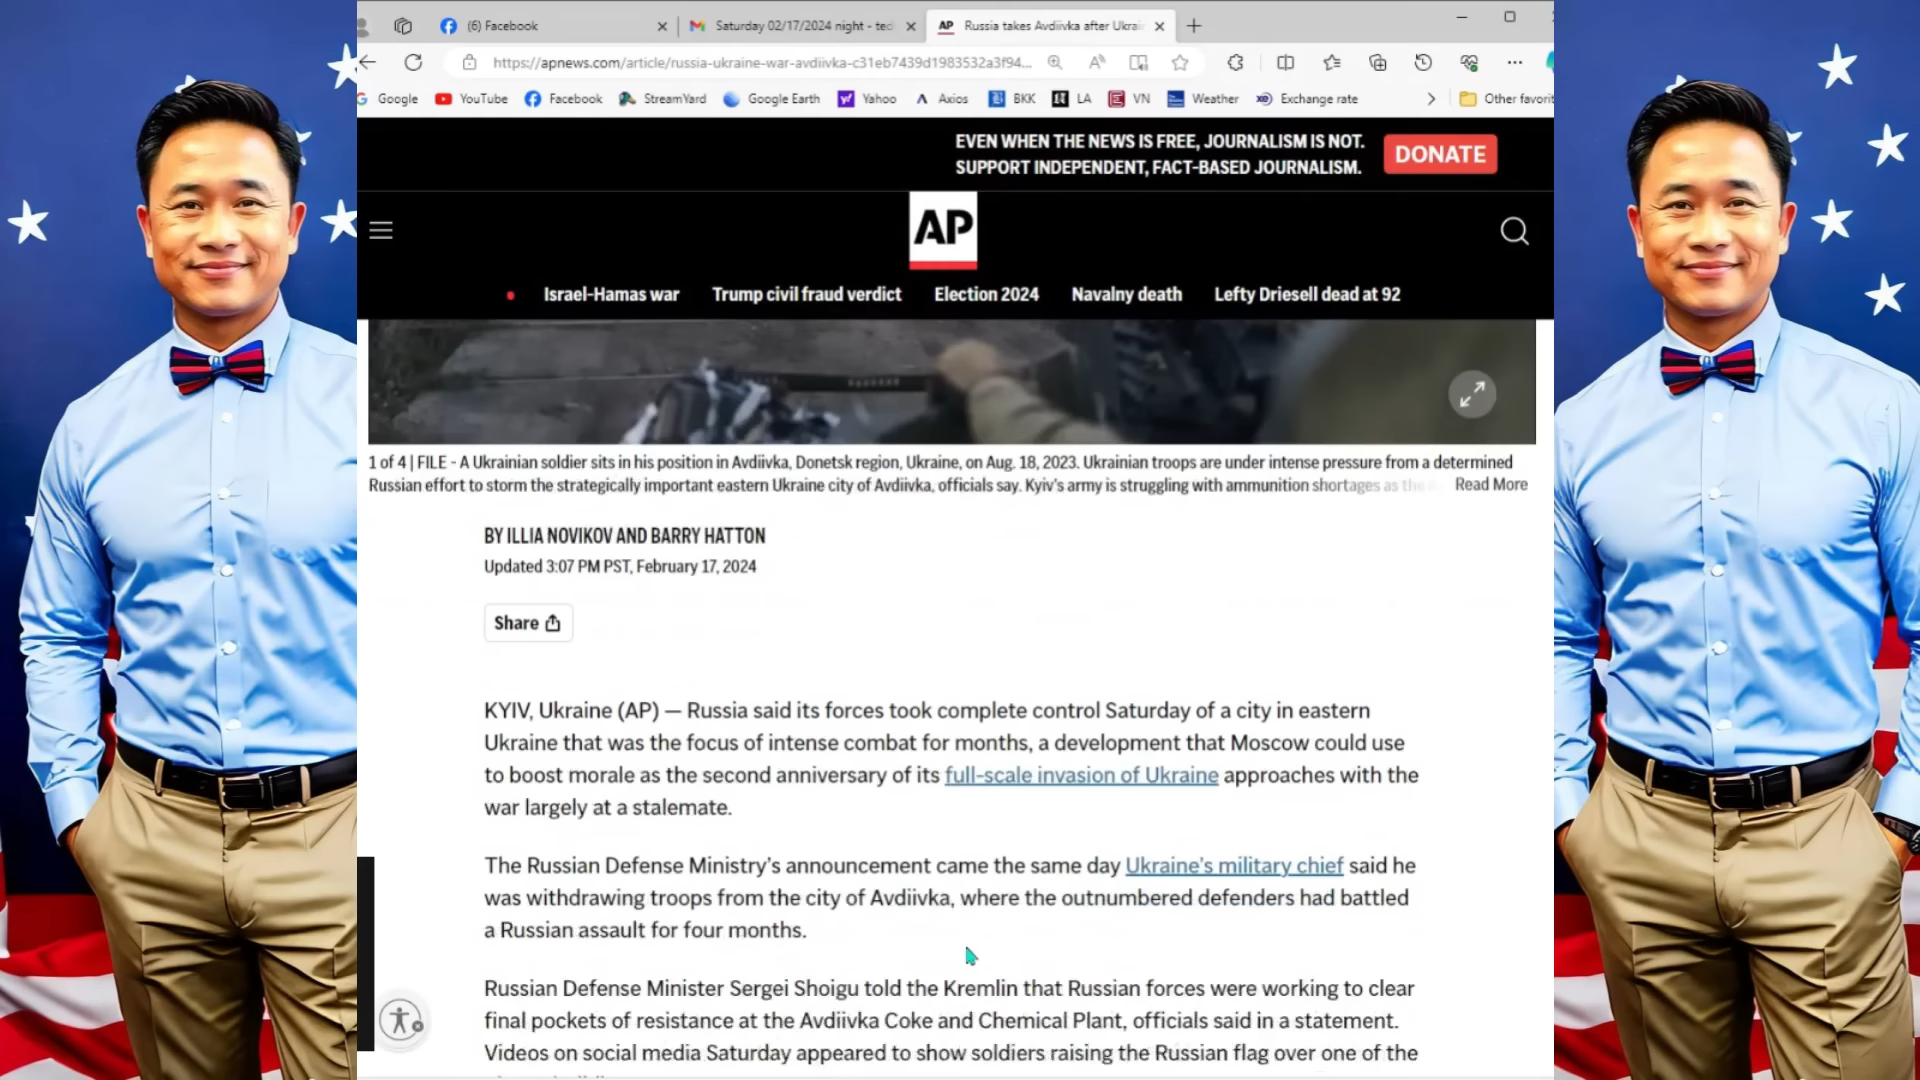 (6) Facebook
Saturday 02/17/2024 night - tec
AP Russia takes Avdiivka after Ukrai
https://apnews.com/article/russia-ukraine-war-avdiivka-c31eb7439d1983532a3f94...
Google YouTube Facebook StreamYard Google Earth Yahoo Axios BKK LA VN Weather Exchange rate Other favorit
EVEN WHEN THE NEWS IS FREE, JOURNALISM IS NOT.
SUPPORT INDEPENDENT, FACT-BASED JOURNALISM.
DONATE
AP
Israel-Hamas war Trump civil fraud verdict Election 2024 Navalny death Lefty Driesell dead at 92
1 of 4 | FILE - A Ukrainian soldier sits in his position in Avdiivka, Donetsk region, Ukraine, on Aug. 18, 2023. Ukrainian troops are under intense pressure from a determined
Russian effort to storm the strategically important eastern Ukraine city of Avdiivka, officials say. Kyiv's army is struggling with ammunition shortages as the Read More
BY ILLIA NOVIKOV AND BARRY HATTON
Updated 3:07 PM PST, February 17, 2024
Share
KYIV, Ukraine (AP) — Russia said its forces took complete control Saturday of a city in eastern
Ukraine that was the focus of intense combat for months, a development that Moscow could use
to boost morale as the second anniversary of its full-scale invasion of Ukraine approaches with the
war largely at a stalemate.
The Russian Defense Ministry's announcement came the same day Ukraine's military chief said he
was withdrawing troops from the city of Avdiivka, where the outnumbered defenders had battled
a Russian assault for four months.
Russian Defense Minister Sergei Shoigu told the Kremlin that Russian forces were working to clear
final pockets of resistance at the Avdiivka Coke and Chemical Plant, officials said in a statement.
Videos on social media Saturday appeared to show soldiers raising the Russian flag over one of the